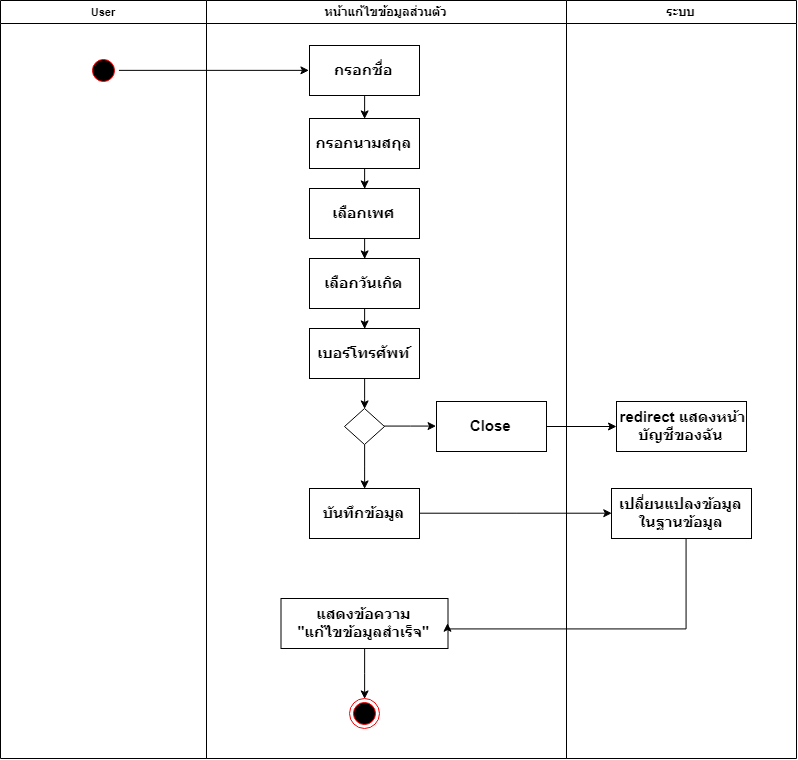 User
หน้าแก้ไขข้อมูลส่วนตัว
ระบบ
กรอกชื่อ
กรอกนามสกุล
เลือกเพศ
เลือกวันเกิด
เบอร์โทรศัพท์
Close
redirect แสดงหน้า
บัญชีของฉัน
บันทึกข้อมูล
เปลี่ยนแปลงข้อมูล
ในฐานข้อมูล
แสดงข้อความ
"แก้ไขข้อมูลสำเร็จ"